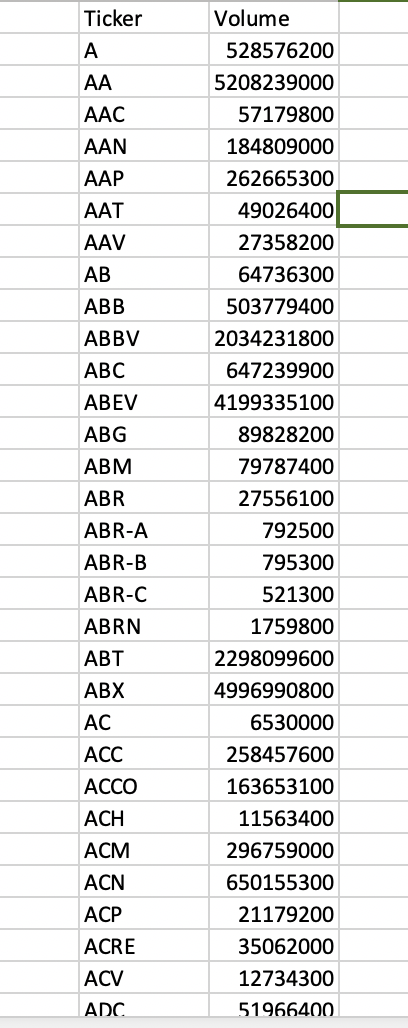 Ticker Volume
A 528576200
AA 5208239000
AAC 57179800
AAN 184809000
AAP 262665300
AAT 49026400
AAV 27358200
AB 64736300
ABB 503779400
ABBV 2034231800
ABC 647239900
ABEV 4199335100
ABG 89828200
ABM 79787400
ABR 27556100
ABR-A 792500
ABR-B 795300
ABR-C 521300
ABRN 1759800
ABT 2298099600
ABX 4996990800
AC 6530000
ACC 258457600
ACCO 163653100
ACH 11563400
ACM 296759000
ACN 650155300
ACP 21179200
ACRE 35062000
ACV 12734300
ADC 51966400